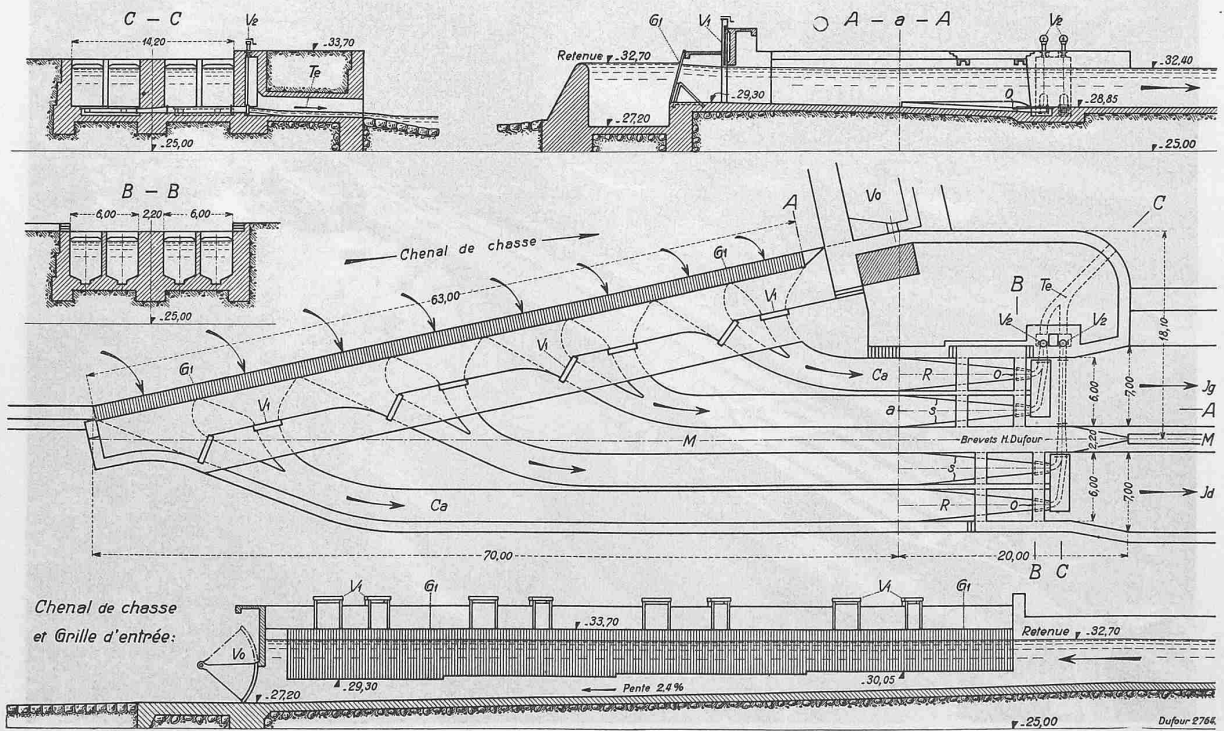 C – C
V2
14,20
-33,70
Te
-25,00
A – a – A
G1
V1
V2
Retenue -32,70
-32,40
-29,30
O
-28,85
-27,20
-25,00
B – B
6,00 2,20 6,00
-25,00
Chenal de chasse
A
Vo
C
63,00
G1
V1
Te
B
V2
V2
18,10
V1
G1
V1
Ca
R
O
6,00
7,00
Jg
a
s
A
M
Brevets H.Dufour
2,20
M
s
6,00
7,00
Ca
R
O
Jd
70,00
20,00
B C
Chenal de chasse
et Grille d'entrée:
V1
G1
V1
G1
-33,70
Retenue -32,70
Vo
-29,30
-30,05
-27,20
Pente 2,4%
-25,00
Dufour 2764.